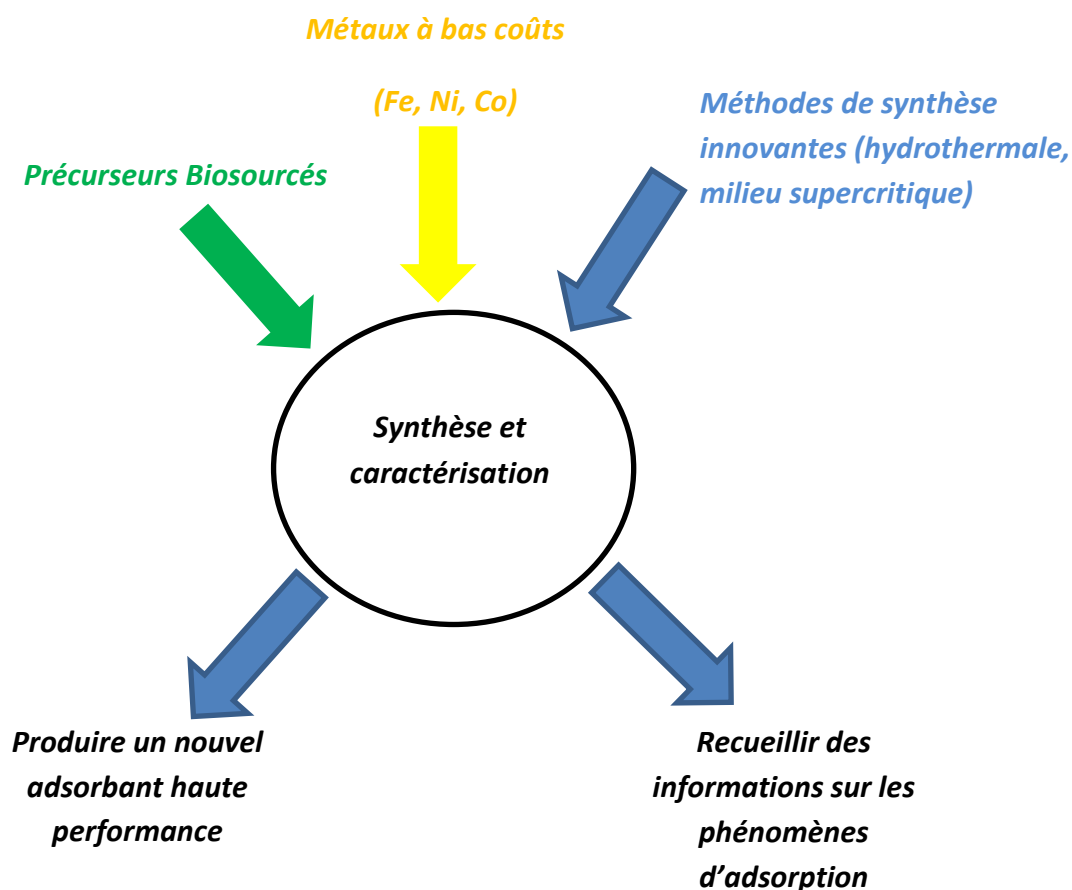 Métaux à bas coûts
(Fe, Ni, Co)
Méthodes de synthèse
innovantes (hydrothermale,
milieu supercritique)
Précurseurs Biosourcés
Synthèse et
caractérisation
Produire un nouvel
adsorbant haute
performance
Recueillir des
informations sur les
phénomènes
d’adsorption